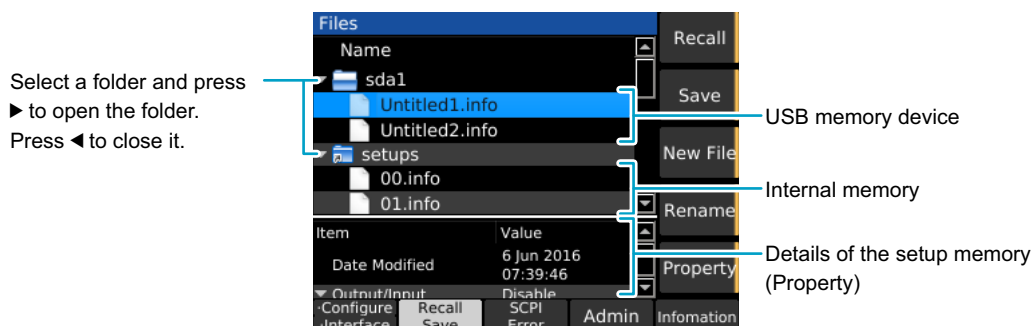 Select a folder and press
▶ to open the folder.
Press ◀ to close it.
Files
Name
sda1
Untitled1.info
Untitled2.info
setups
00.info
01.info
Item Value
Date Modified 6 Jun 2016
07:39:46
Output/Input Disable
·Configure
·Interface
Recall
Save
SCPI
Error
Admin
Infomation
Recall
Save
New File
Rename
Property
USB memory device
Internal memory
Details of the setup memory
(Property)